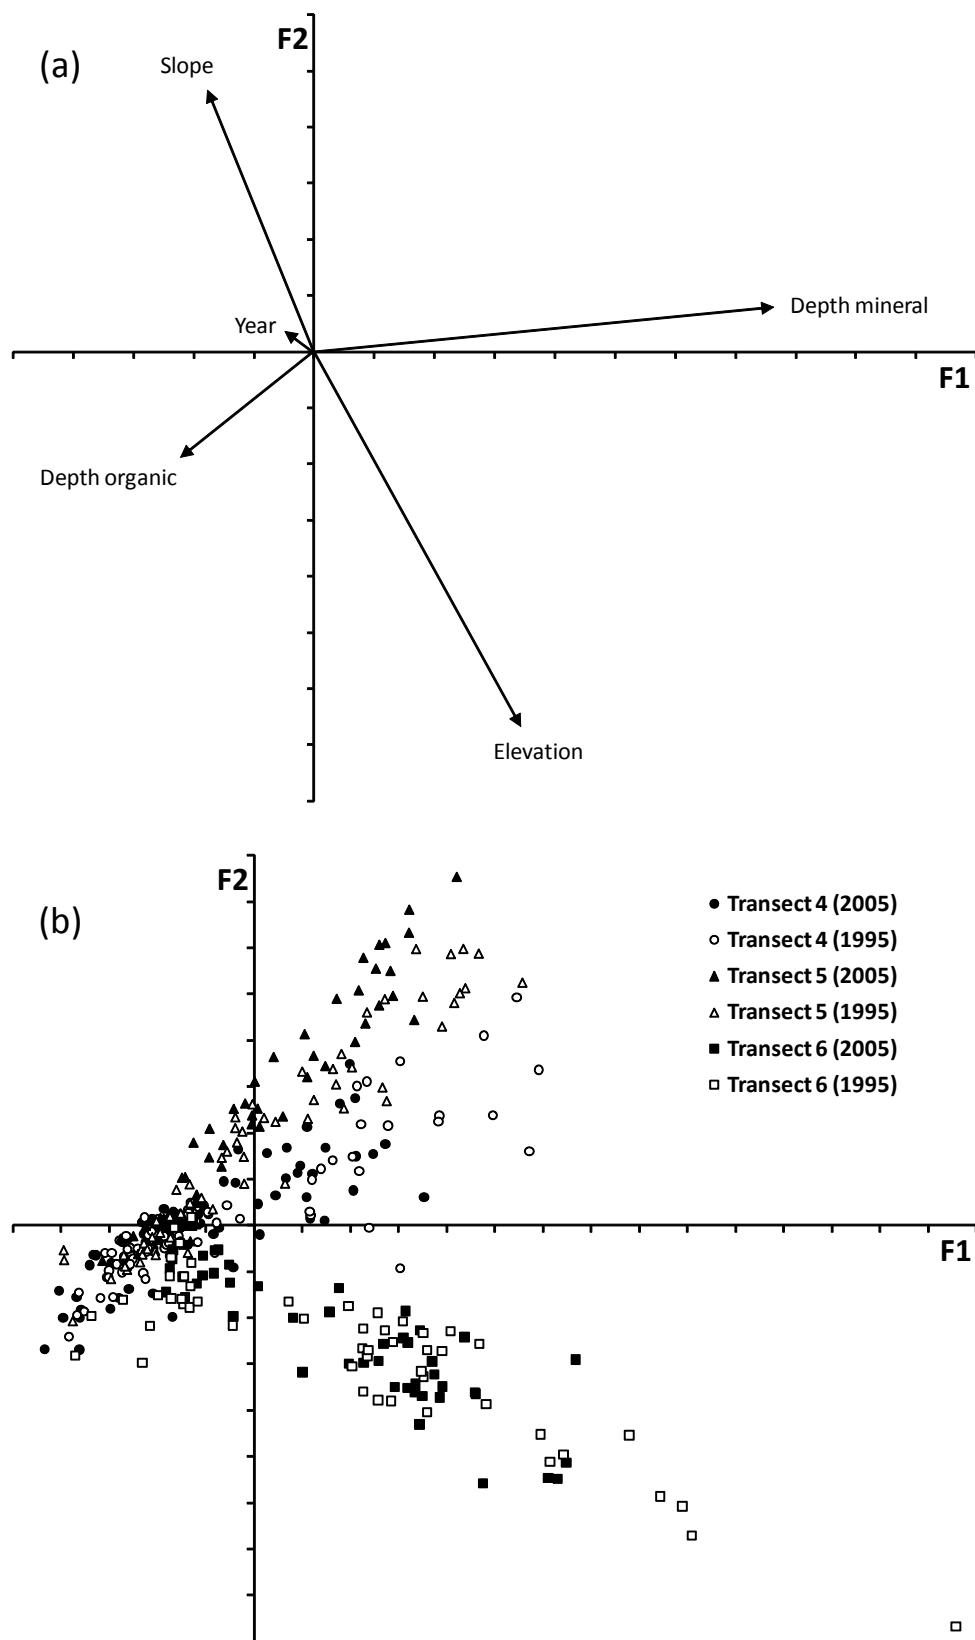 (a)
F2
Slope
Depth mineral
Year
F1
Depth organic
Elevation
(b)
F2
Transect 4 (2005)
Transect 4 (1995)
Transect 5 (2005)
Transect 5 (1995)
Transect 6 (2005)
Transect 6 (1995)
F1